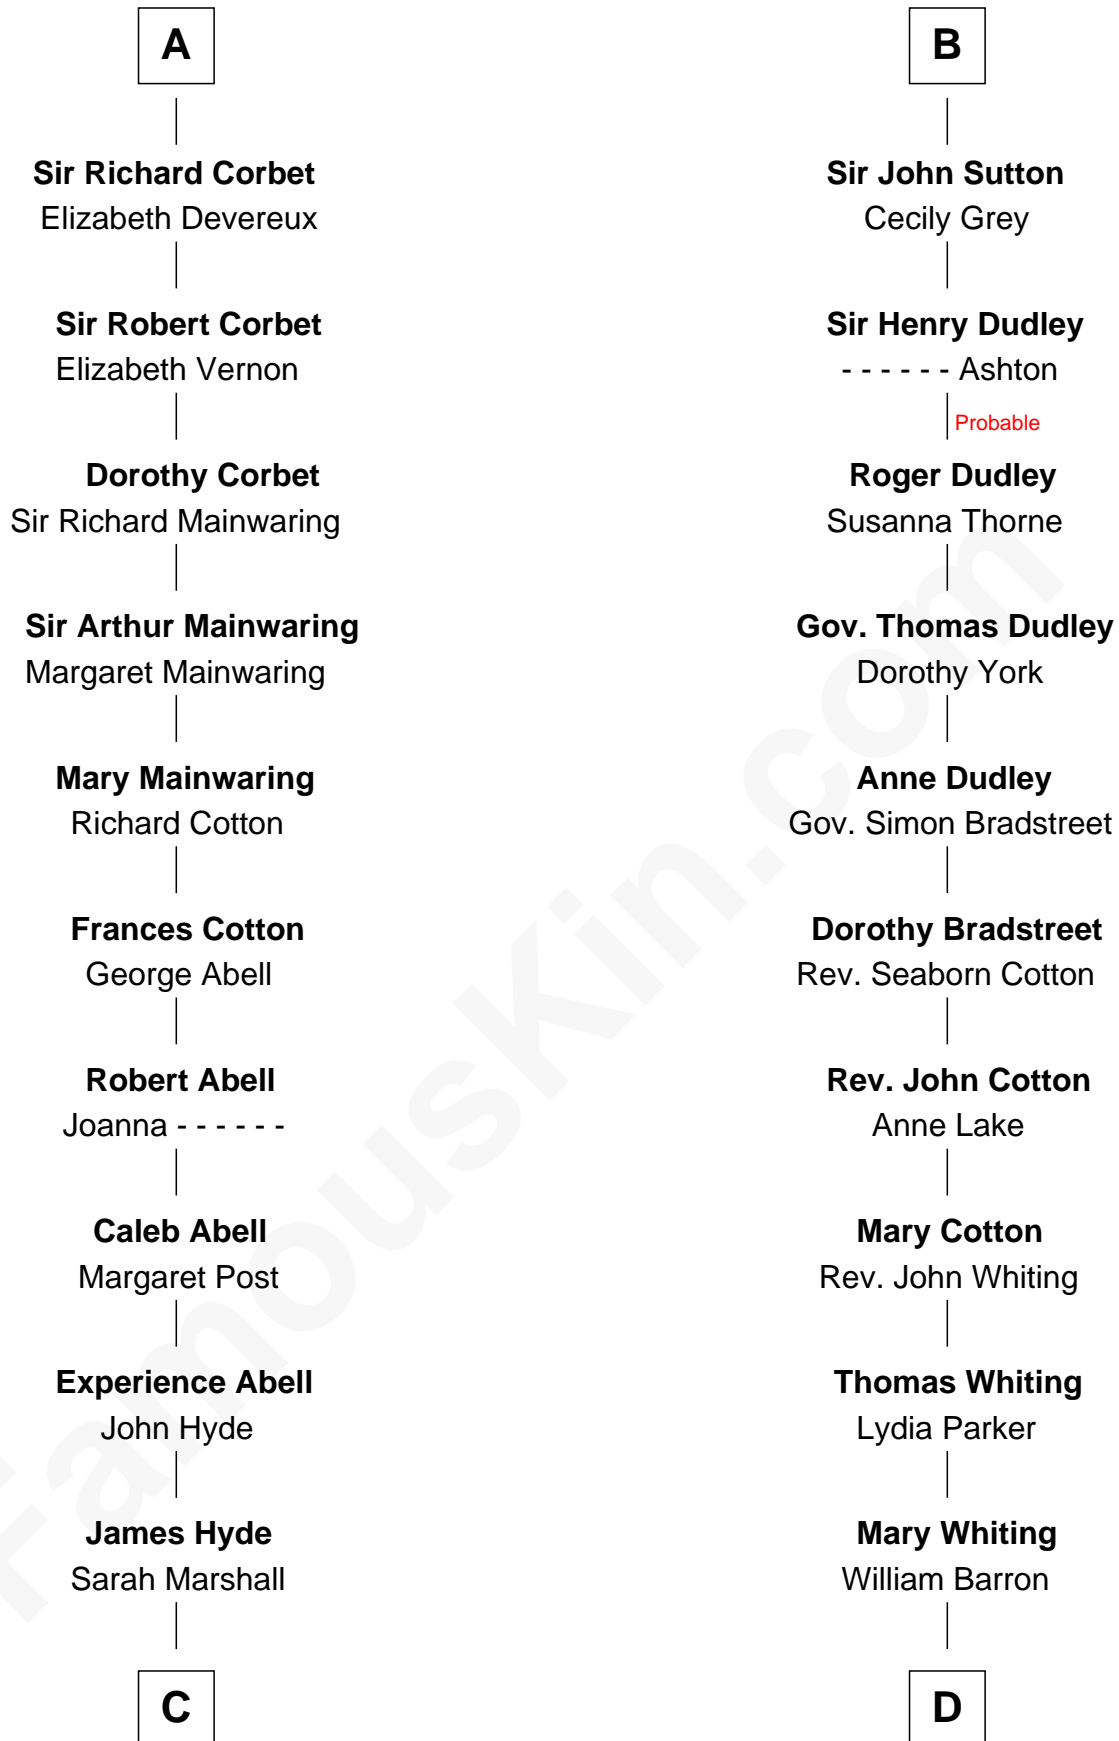 A
Sir Richard Corbet
Elizabeth Devereux
Sir Robert Corbet
Elizabeth Vernon
Dorothy Corbet
Sir Richard Mainwaring
Sir Arthur Mainwaring
Margaret Mainwaring
Mary Mainwaring
Richard Cotton
Frances Cotton
George Abell
Robert Abell
Joanna - - - - - -
Caleb Abell
Margaret Post
Experience Abell
John Hyde
James Hyde
Sarah Marshall
C
B
Sir John Sutton
Cecily Grey
Sir Henry Dudley
- - - - - - Ashton
Probable
Roger Dudley
Susanna Thorne
Gov. Thomas Dudley
Dorothy York
Anne Dudley
Gov. Simon Bradstreet
Dorothy Bradstreet
Rev. Seaborn Cotton
Rev. John Cotton
Anne Lake
Mary Cotton
Rev. John Whiting
Thomas Whiting
Lydia Parker
Mary Whiting
William Barron
D
FamousKin.com